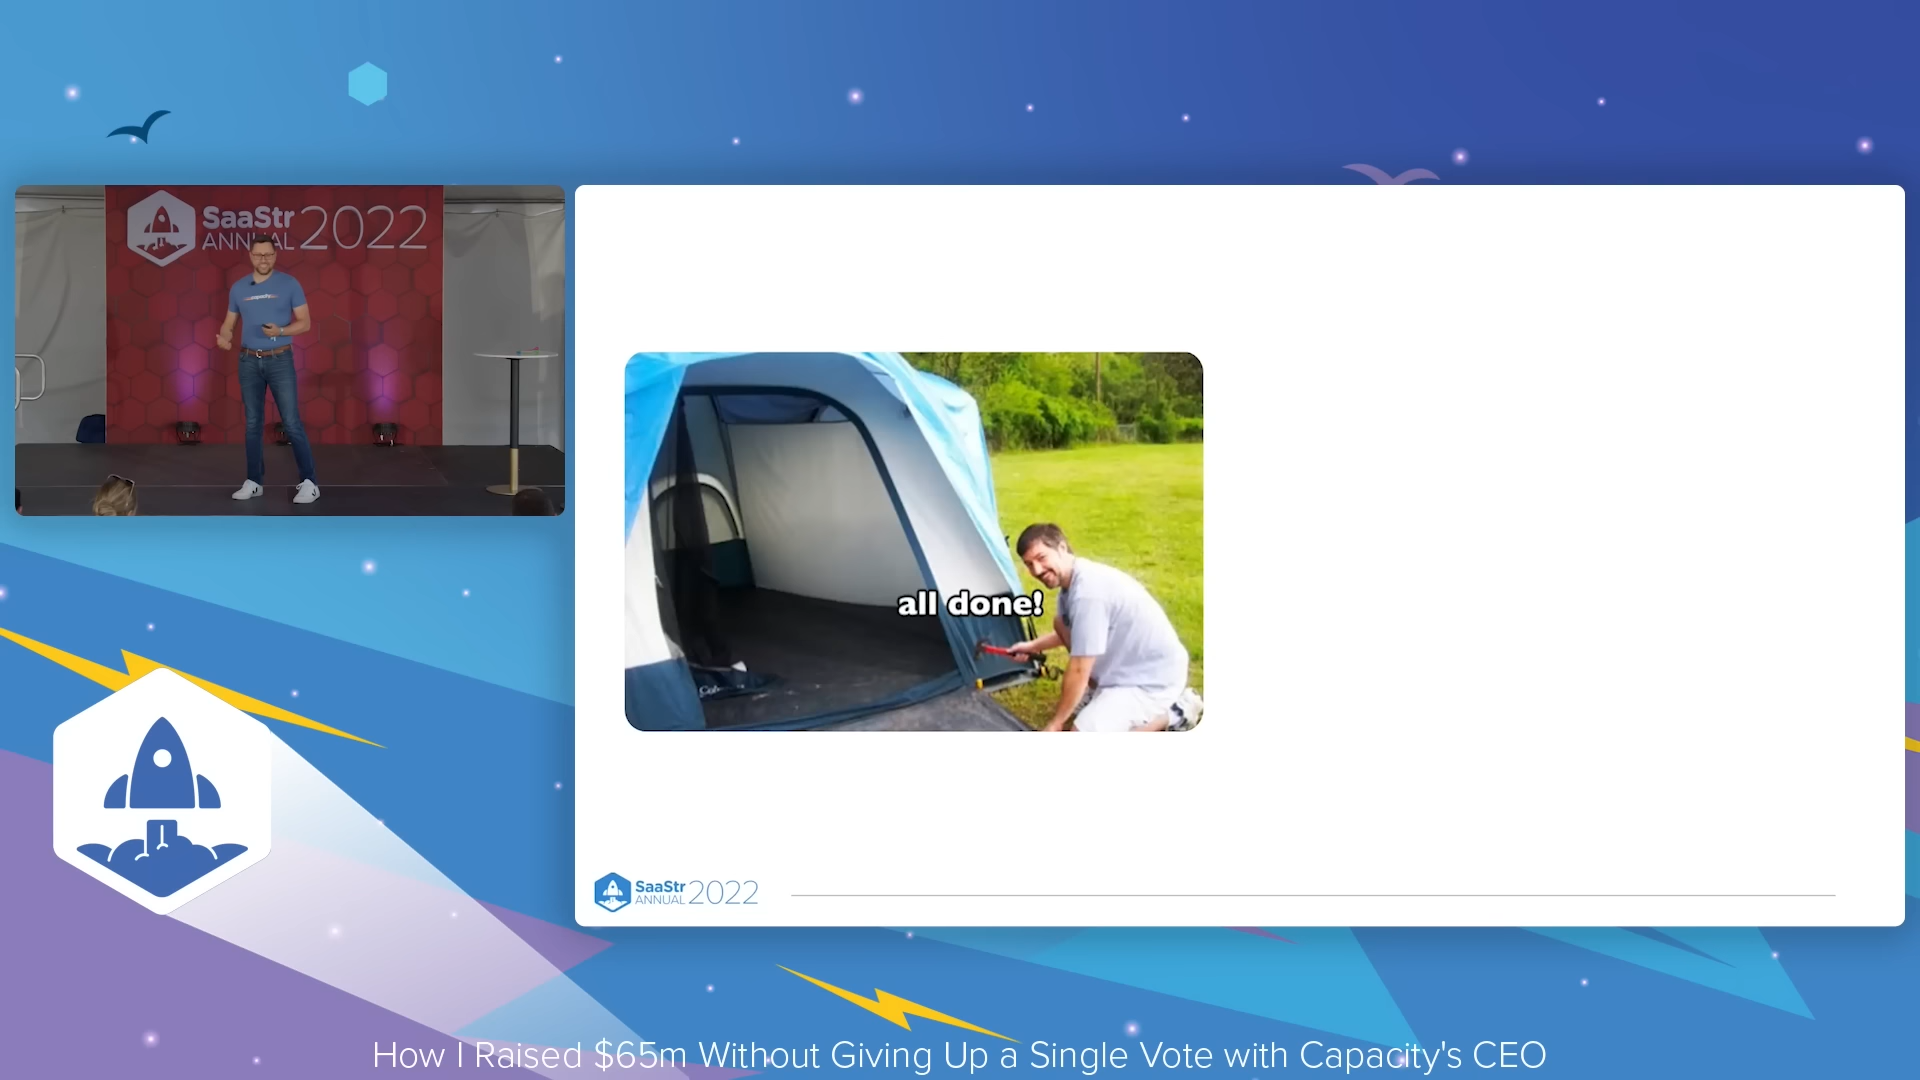 SaaStr
ANNUAL 2022
capacity
all done!
SaaStr
ANNUAL 2022
How I Raised $65m Without Giving Up a Single Vote with Capacity's CEO